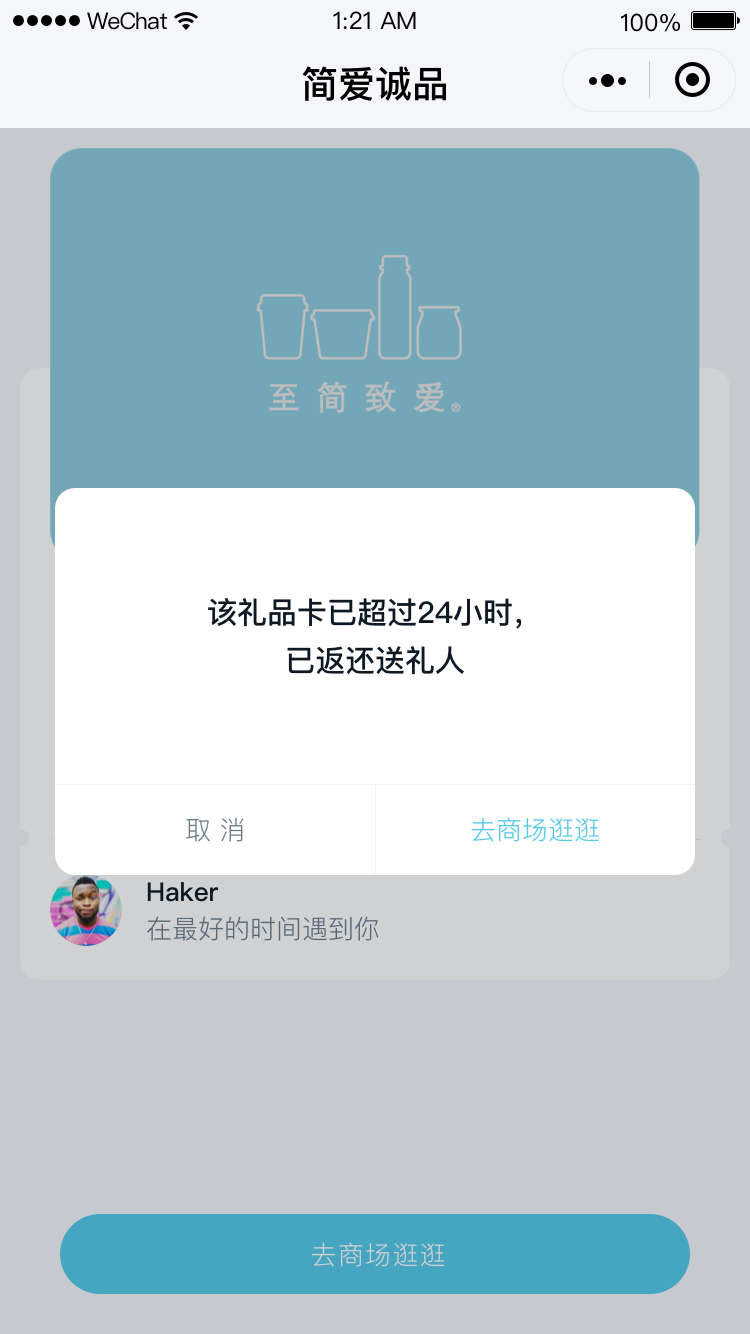 WeChat 1:21 AM 100%
简爱诚品
至简致爱®
该礼品卡已超过24小时，
已返还送礼人
取 消 去商场逛逛
Haker
在最好的时间遇到你
去商场逛逛